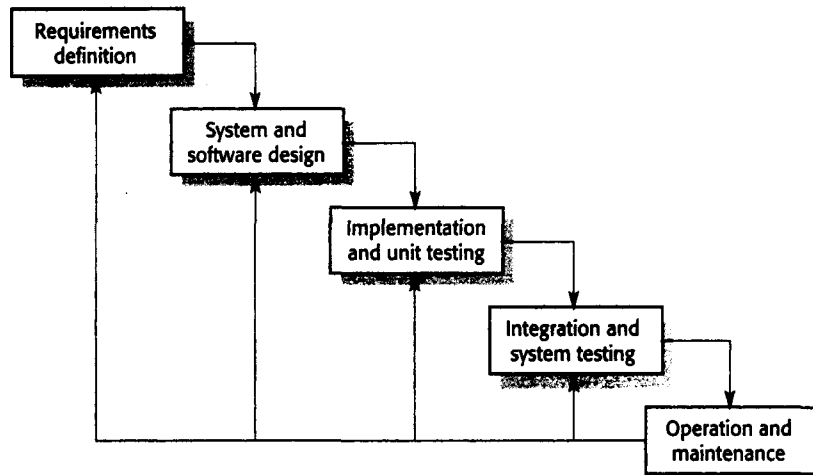 Requirements
definition
System and
software design
Implementation
and unit testing
Integration and
system testing
Operation and
maintenance